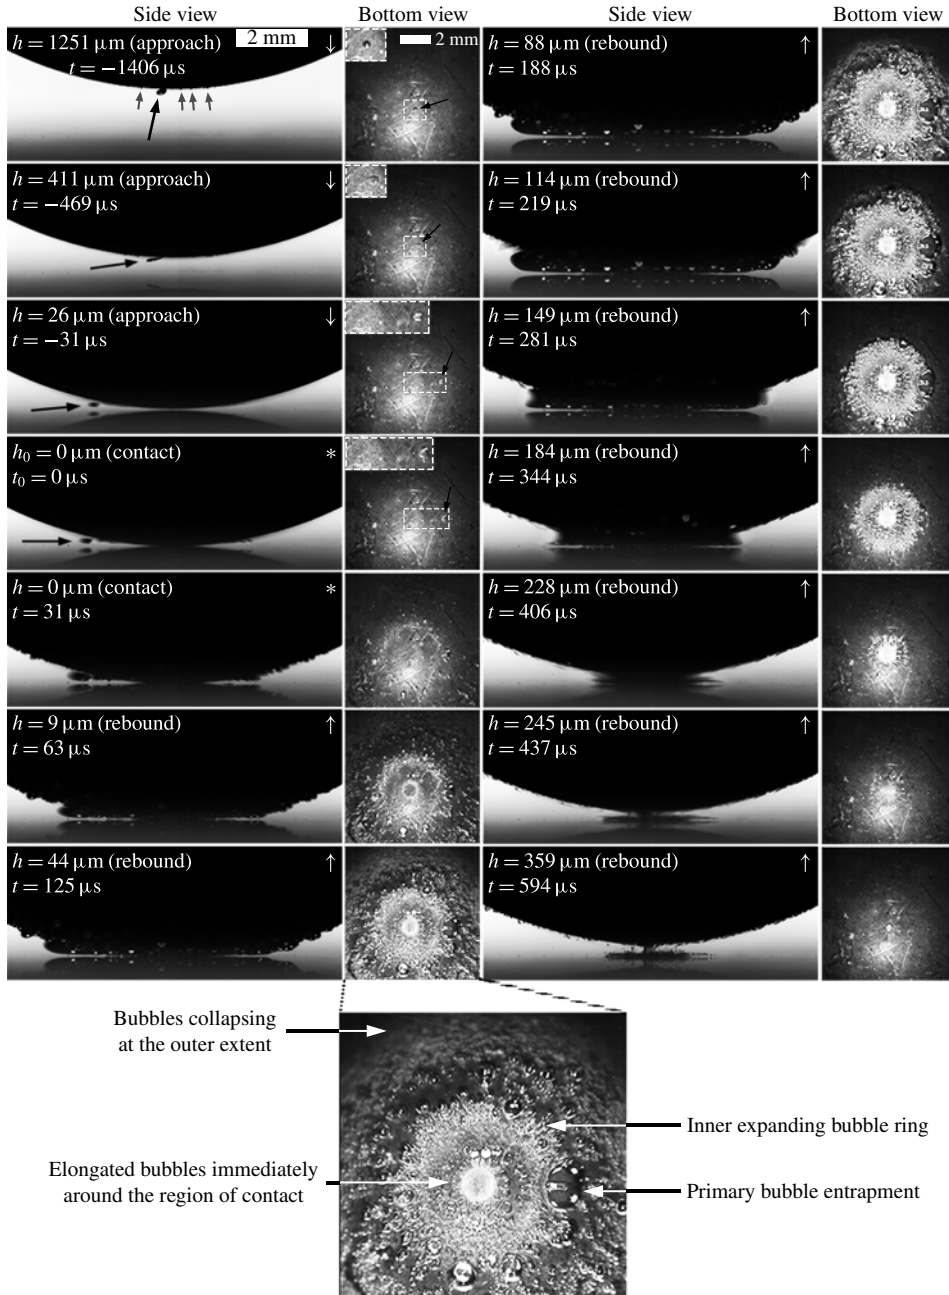 Side view
Bottom view
Side view
Bottom view
h = 1251 μm (approach)
t = −1406 μs
2 mm
↓
2 mm
h = 411 μm (approach)
t = −469 μs
↓
h = 26 μm (approach)
t = −31 μs
↓
h₀ = 0 μm (contact)
t₀ = 0 μs
*
h = 0 μm (contact)
t = 31 μs
*
h = 9 μm (rebound)
t = 63 μs
↑
h = 44 μm (rebound)
t = 125 μs
↑
h = 88 μm (rebound)
t = 188 μs
↑
h = 114 μm (rebound)
t = 219 μs
↑
h = 149 μm (rebound)
t = 281 μs
↑
h = 184 μm (rebound)
t = 344 μs
↑
h = 228 μm (rebound)
t = 406 μs
↑
h = 245 μm (rebound)
t = 437 μs
↑
h = 359 μm (rebound)
t = 594 μs
↑
Bubbles collapsing
at the outer extent
Elongated bubbles immediately
around the region of contact
Inner expanding bubble ring
Primary bubble entrapment